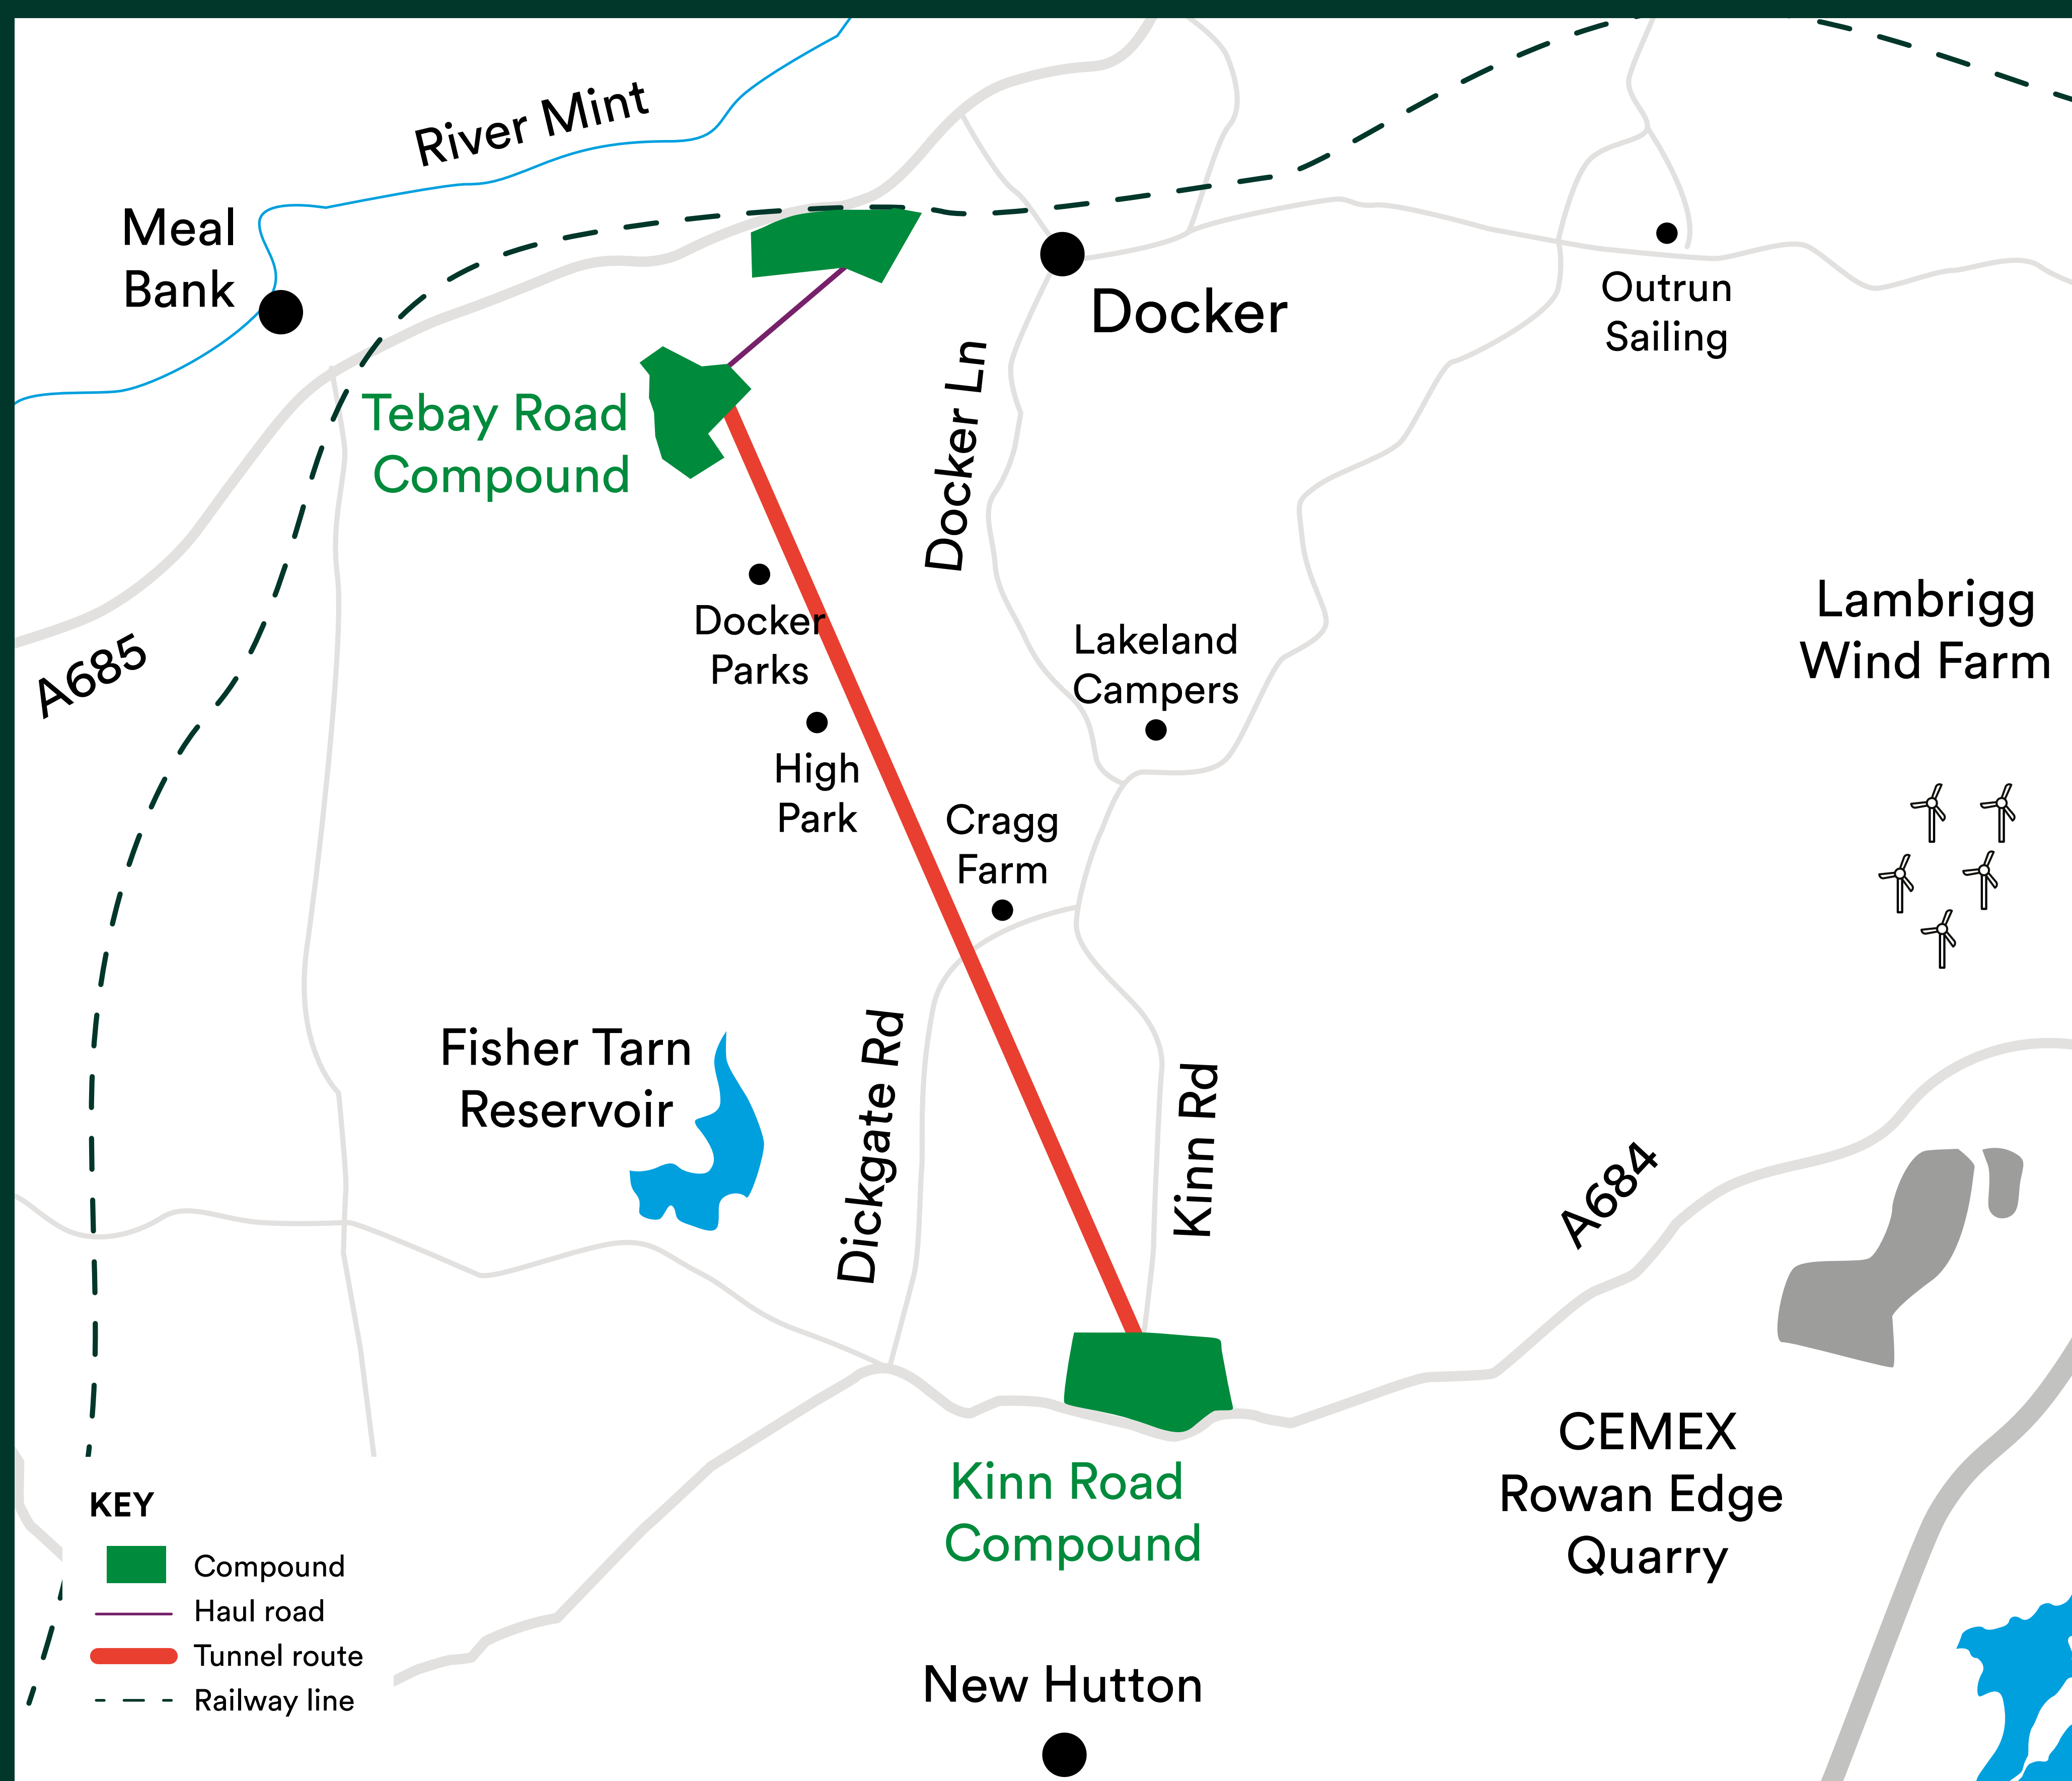 River Mint
Meal
Bank
Docker
Outrun
Sailing
Tebay Road
Compound
Docker Ln
A685
Docker
Parks
Lakeland
Campers
Lambrigg
Wind Farm
High
Park
Cragg
Farm
Fisher Tarn
Reservoir
Dickgate Rd
Kinn Rd
A684
Kinn Road
Compound
CEMEX
Rowan Edge
Quarry
New Hutton
KEY
Compound
Haul road
Tunnel route
Railway line